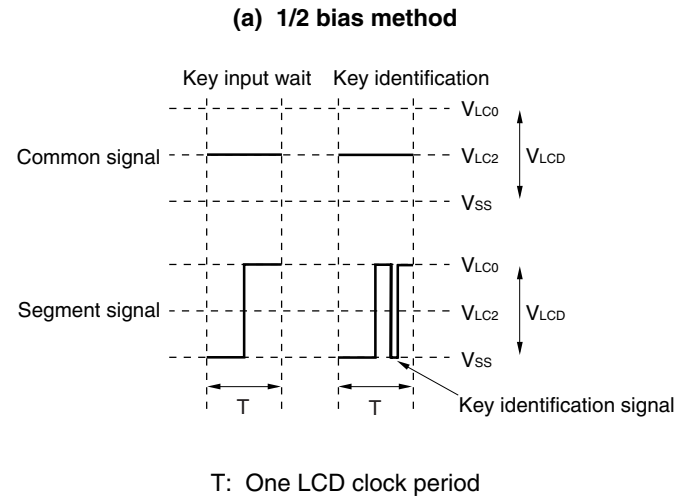 (a) 1/2 bias method
Key input wait Key identification
VLC0
Common signal VLC2 VLCD
VSS
VLC0
Segment signal VLC2 VLCD
VSS
T T
Key identification signal
T: One LCD clock period